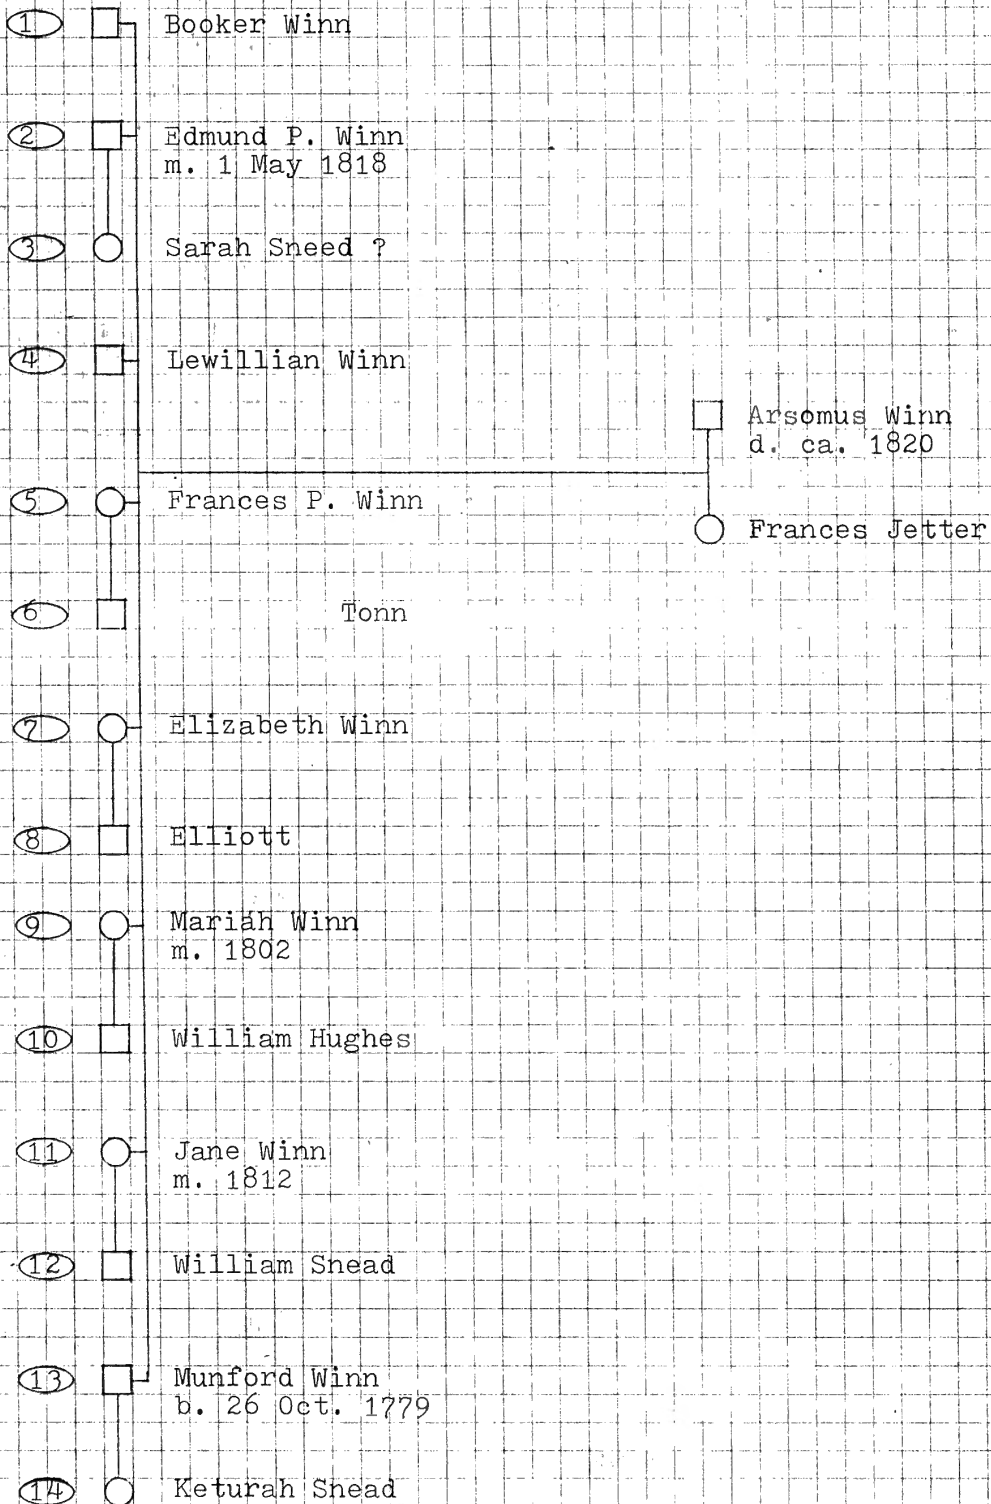 1 Booker Winn
2 Edmund P. Winn
m. 1 May 1818
3 Sarah Sneed ?
4 Lewillian Winn
Arsomus Winn
d. ca. 1820
5 Frances P. Winn
Frances Jetter
6 Tonn
7 Elizabeth Winn
8 Elliott
9 Mariah Winn
m. 1802
10 William Hughes
11 Jane Winn
m. 1812
12 William Snead
13 Munford Winn
b. 26 Oct. 1779
14 Keturah Snead